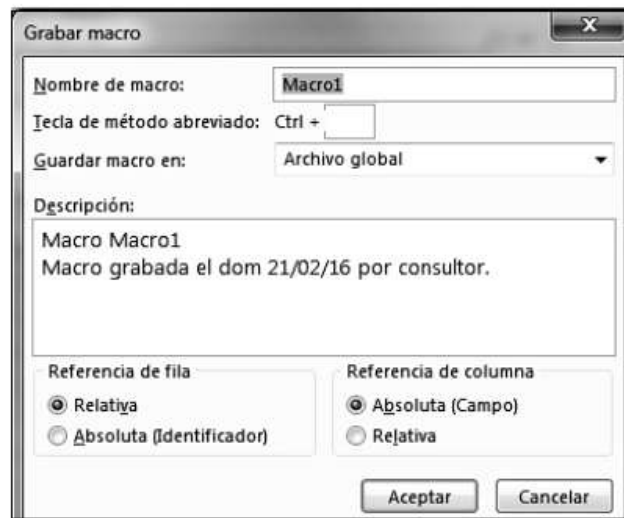 Grabar macro
Nombre de macro: Macro1
Tecla de método abreviado: Ctrl +
Guardar macro en: Archivo global
Descripción:
Macro Macro1
Macro grabada el dom 21/02/16 por consultor.
Referencia de fila Referencia de columna
Relativa Absoluta (Campo)
Absoluta (Identificador) Relativa
Aceptar Cancelar